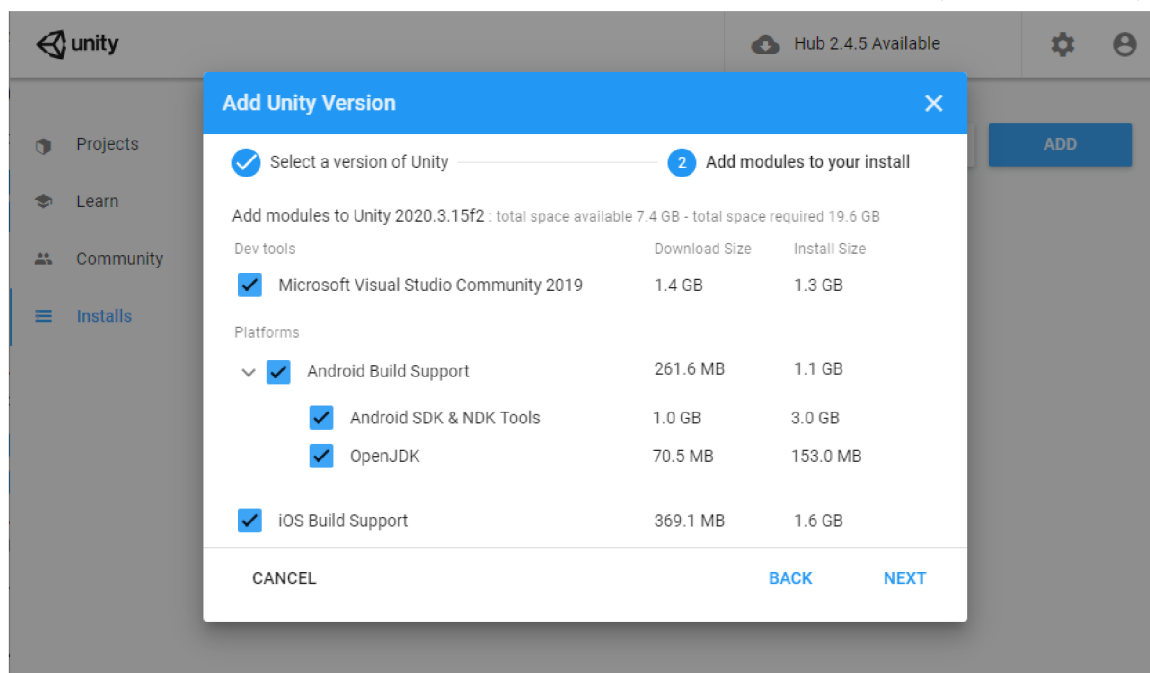 unity Hub 2.4.5 Available
Add Unity Version
Projects Select a version of Unity 2 Add modules to your install ADD
Learn Add modules to Unity 2020.3.15f2 : total space available 7.4 GB - total space required 19.6 GB
Dev tools Download Size Install Size
Community Microsoft Visual Studio Community 2019 1.4 GB 1.3 GB
Installs
Platforms
Android Build Support 261.6 MB 1.1 GB
Android SDK & NDK Tools 1.0 GB 3.0 GB
OpenJDK 70.5 MB 153.0 MB
iOS Build Support 369.1 MB 1.6 GB
CANCEL BACK NEXT